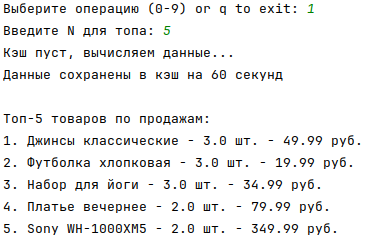 Выберите операцию (0-9) or q to exit: 1
Введите N для топа: 5
Кэш пуст, вычисляем данные...
Данные сохранены в кэш на 60 секунд
Топ-5 товаров по продажам:
1. Джинсы классические - 3.0 шт. - 49.99 руб.
2. Футболка хлопковая - 3.0 шт. - 19.99 руб.
3. Набор для йоги - 3.0 шт. - 34.99 руб.
4. Платье вечернее - 2.0 шт. - 79.99 руб.
5. Sony WH-1000XM5 - 2.0 шт. - 349.99 руб.